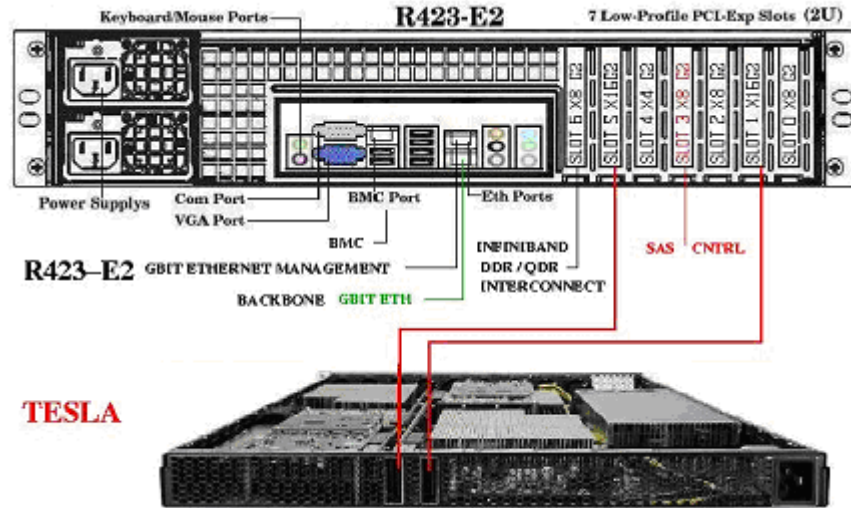 Keyboard/Mouse Ports
R423-E2
7 Low-Profile PCI-Exp Slots (2U)
SLOT 6 X8 G2
SLOT 5 X16G2
SLOT 4 X4 G2
SLOT 3 X8 G2
SLOT 2 X8 G2
SLOT 1 X16G2
SLOT 0 X8 G2
Power Supplys
Com Port
VGA Port
BMC Port
Eth Ports
BMC
R423-E2 GBIT ETHERNET MANAGEMENT
BACKBONE GBIT ETH
INFINIBAND
DDR / QDR
INTERCONNECT
SAS CNTRL
TESLA